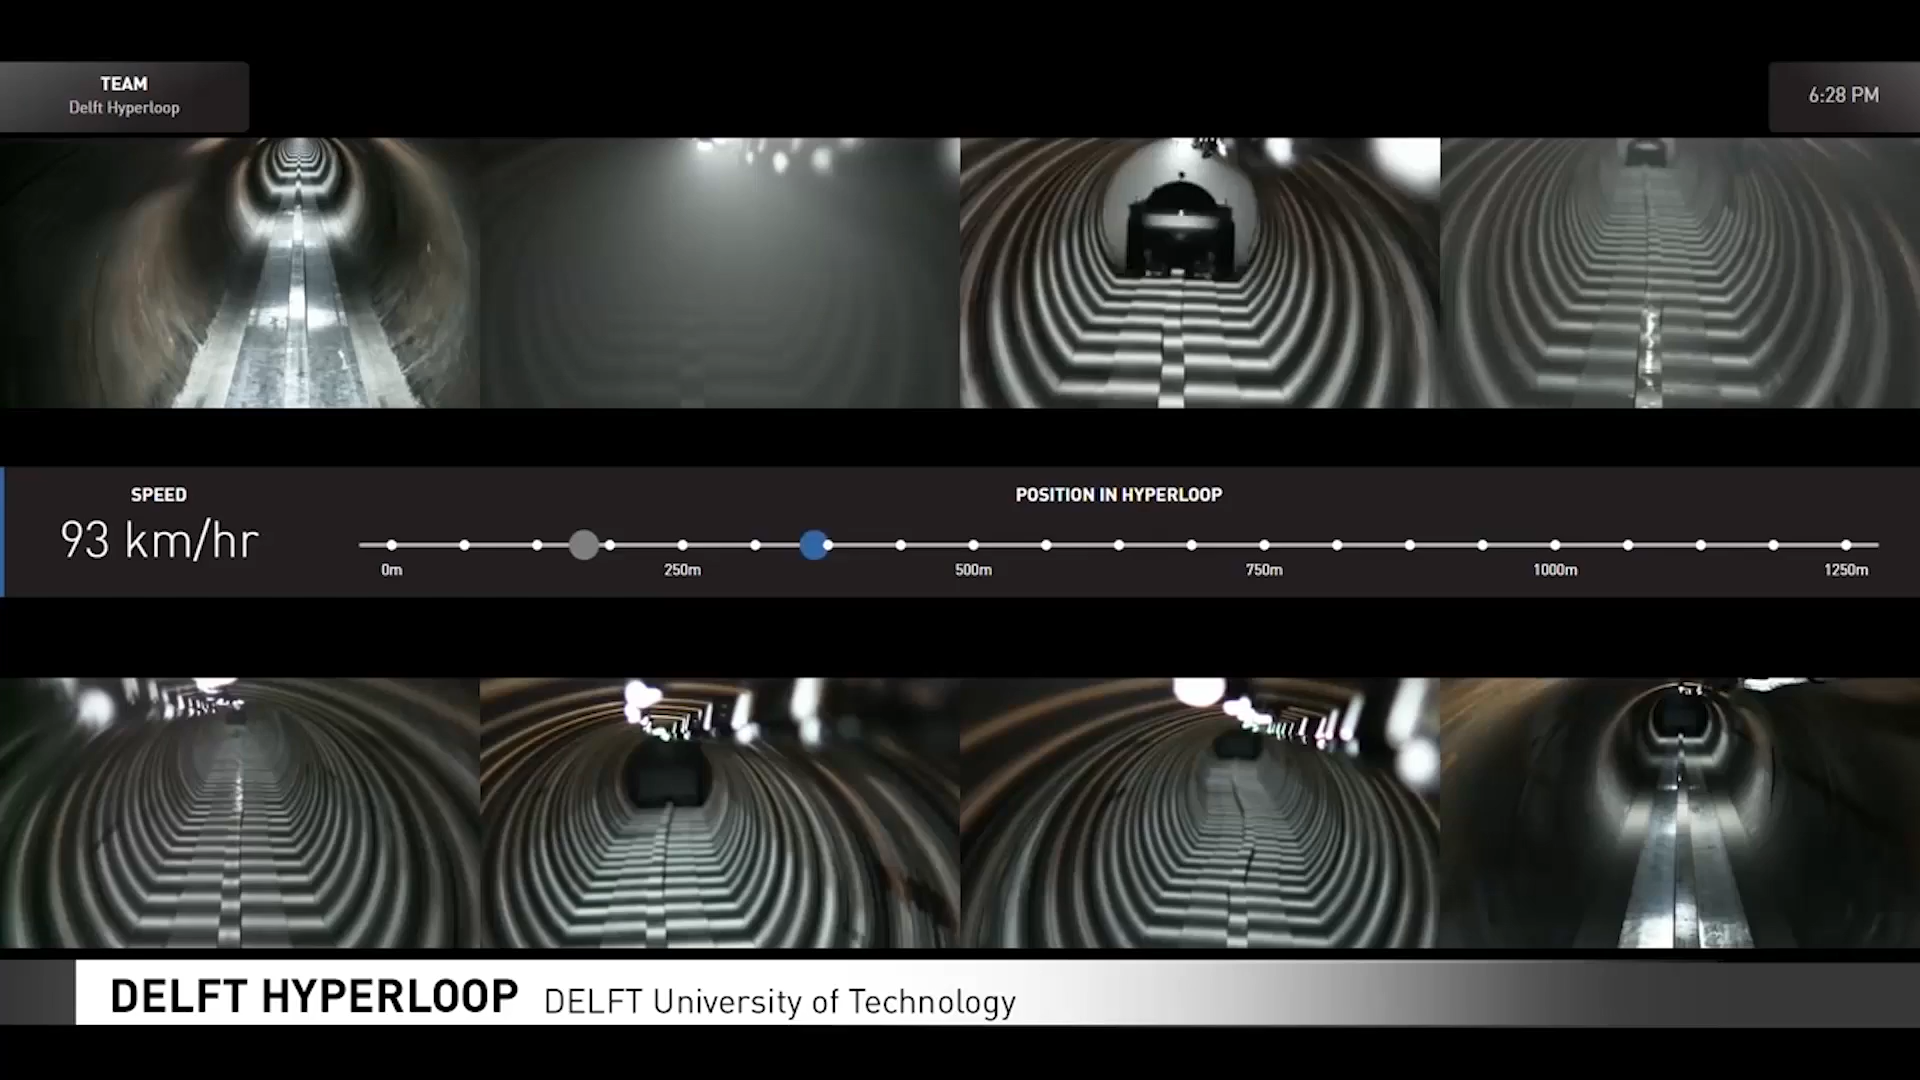 TEAM
Delft Hyperloop
6:28 PM
SPEED
93 km/hr
POSITION IN HYPERLOOP
0m 250m 500m 750m 1000m 1250m
DELFT HYPERLOOP DELFT University of Technology